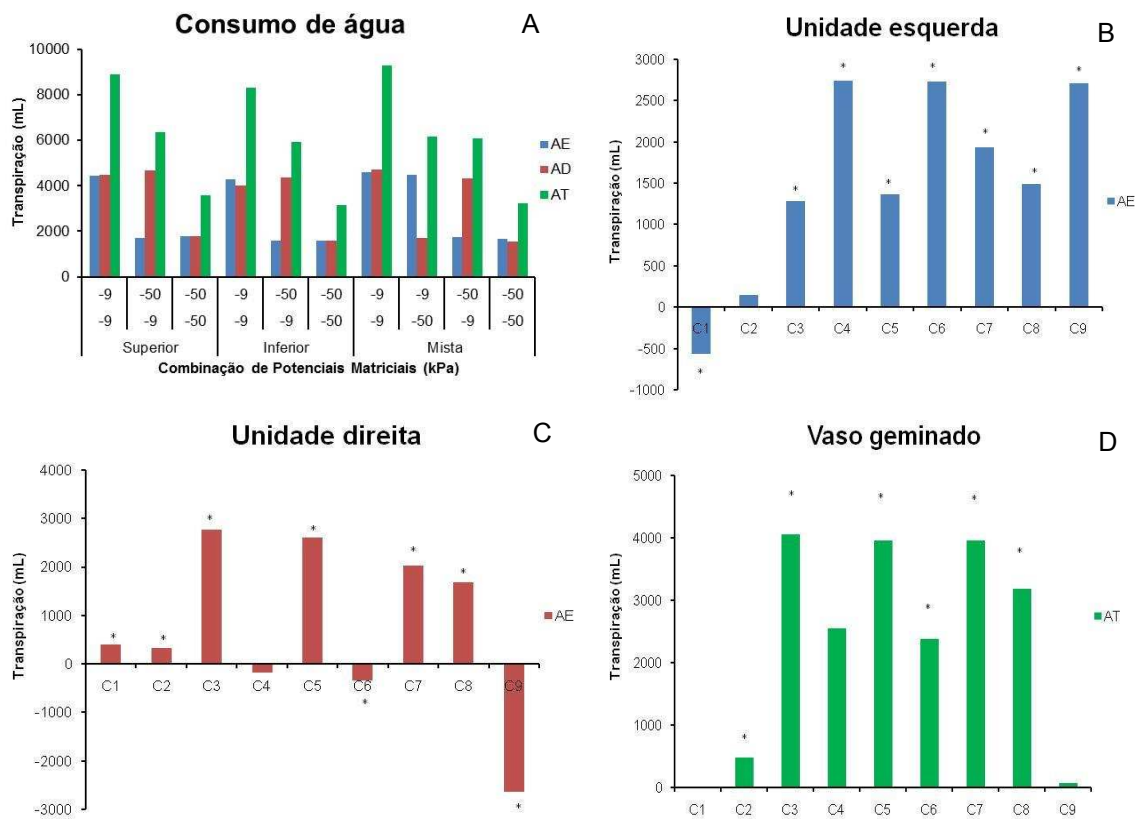 Consumo de água
A
Transpiração (mL)
10000
8000
6000
4000
2000
0
AE
AD
AT
-9 -50 -50 -9 -50 -50 -9 -9 -50 -50
-9 -9 -50 -9 -9 -50 -9 -50 -9 -50
Superior Inferior Mista
Combinação de Potenciais Matriciais (kPa)
Unidade esquerda
B
Transpiração (mL)
3000
2500
2000
1500
1000
500
0
-500
-1000
* * * * * * * *
C1 C2 C3 C4 C5 C6 C7 C8 C9
AE
Unidade direita
C
Transpiração (mL)
4000
3000
2000
1000
0
-1000
-2000
-3000
* * * * * * * *
C1 C2 C3 C4 C5 C6 C7 C8 C9
AE
Vaso geminado
D
Transpiração (mL)
5000
4000
3000
2000
1000
0
* * * * * *
C1 C2 C3 C4 C5 C6 C7 C8 C9
AT